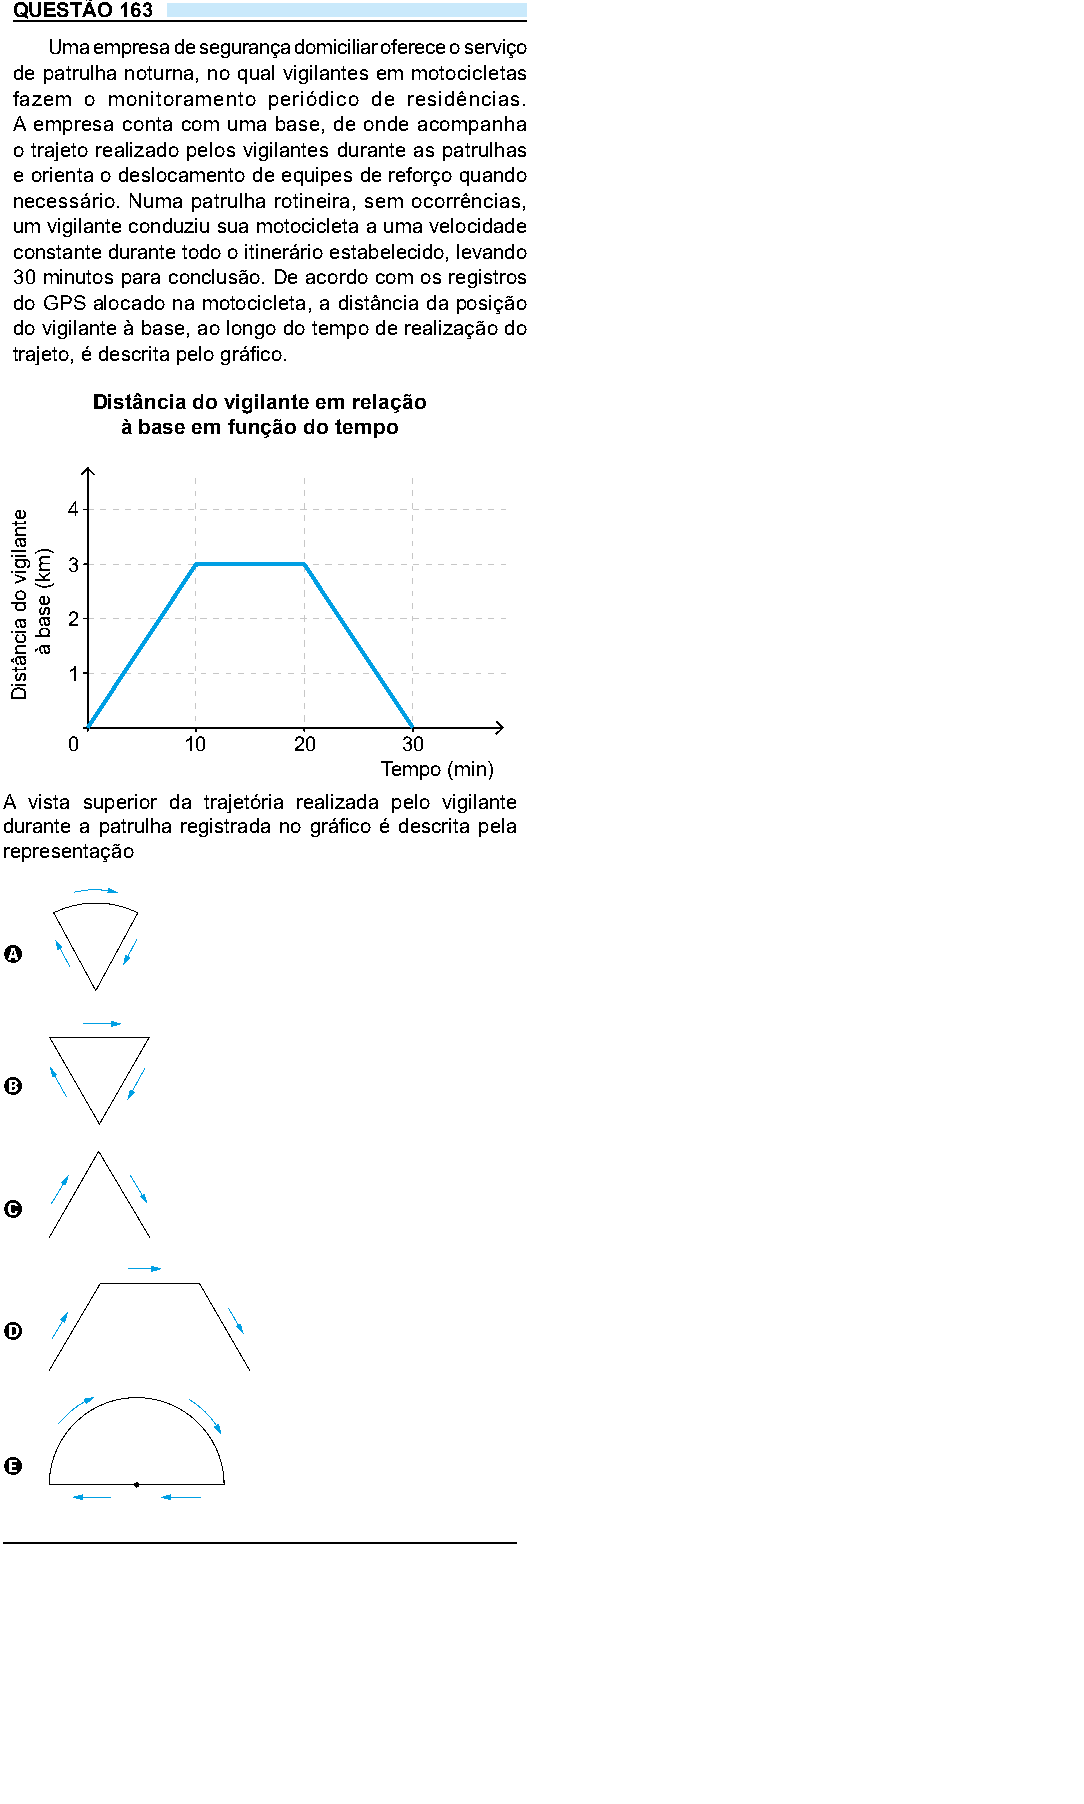 QUESTÃO 163
Uma empresa de segurança domiciliar oferece o serviço
de patrulha noturna, no qual vigilantes em motocicletas
fazem o monitoramento periódico de residências.
A empresa conta com uma base, de onde acompanha
o trajeto realizado pelos vigilantes durante as patrulhas
e orienta o deslocamento de equipes de reforço quando
necessário. Numa patrulha rotineira, sem ocorrências,
um vigilante conduziu sua motocicleta a uma velocidade
constante durante todo o itinerário estabelecido, levando
30 minutos para conclusão. De acordo com os registros
do GPS alocado na motocicleta, a distância da posição
do vigilante à base, ao longo do tempo de realização do
trajeto, é descrita pelo gráfico.
Distância do vigilante em relação
à base em função do tempo
Distância do vigilante
à base (km)
4
3
2
1
0 10 20 30
Tempo (min)
A vista superior da trajetória realizada pelo vigilante
durante a patrulha registrada no gráfico é descrita pela
representação
A
B
C
D
E